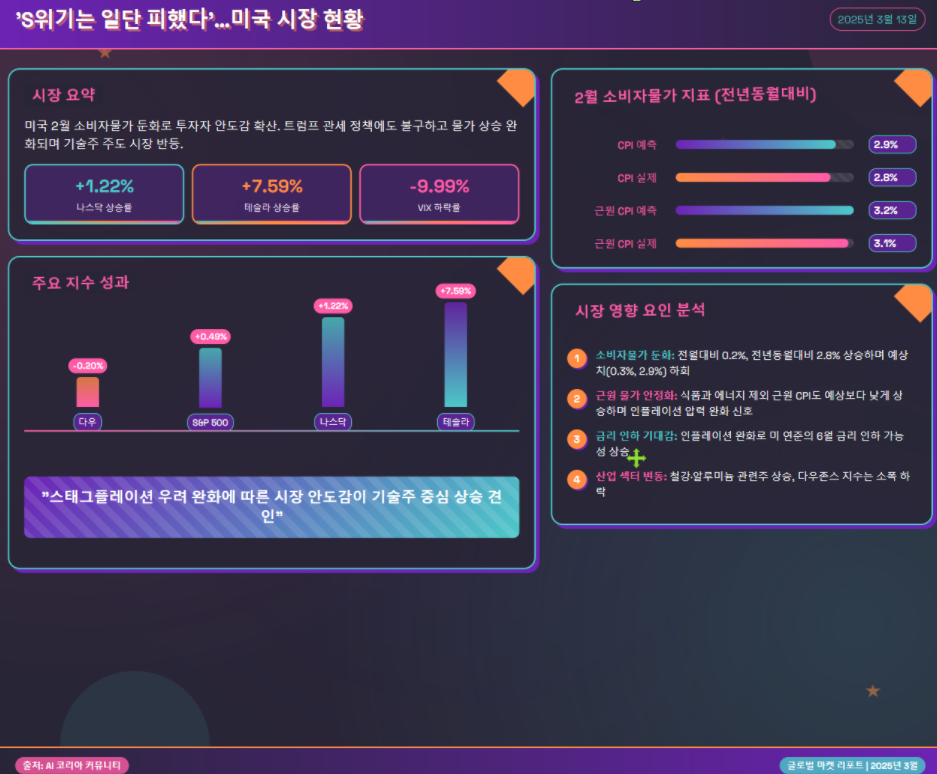 'S위기는 일단 피했다'...미국 시장 현황
2025년 3월 13일
시장 요약
미국 2월 소비자물가 둔화로 투자자 안도감 확산. 트럼프 관세 정책에도 불구하고 물가 상승 완
화되며 기술주 주도 시장 반등.
+1.22%
나스닥 상승률
+7.59%
테슬라 상승률
-9.99%
VIX 하락률
주요 지수 성과
-0.20%
다우
+0.49%
S&P 500
+1.22%
나스닥
+7.59%
테슬라
"스태그플레이션 우려 완화에 따른 시장 안도감이 기술주 중심 상승 견
인"
2월 소비자물가 지표 (전년동월대비)
CPI 예측
2.9%
CPI 실제
2.8%
근원 CPI 예측
3.2%
근원 CPI 실제
3.1%
시장 영향 요인 분석
1 소비자물가 둔화: 전월대비 0.2%, 전년동월대비 2.8% 상승하며 예상
치(0.3%, 2.9%) 하회
2 근원 물가 안정화: 식품과 에너지 제외 근원 CPI도 예상보다 낮게 상
승하며 인플레이션 압력 완화 신호
3 금리 인하 기대감: 인플레이션 완화로 미 연준의 6월 금리 인하 가능
성 상승
4 산업 섹터 변동: 철강·알루미늄 관련주 상승, 다우존스 지수는 소폭 하
락
출처: AI 코리아 커뮤니티
글로벌 마켓 리포트 | 2025년 3월